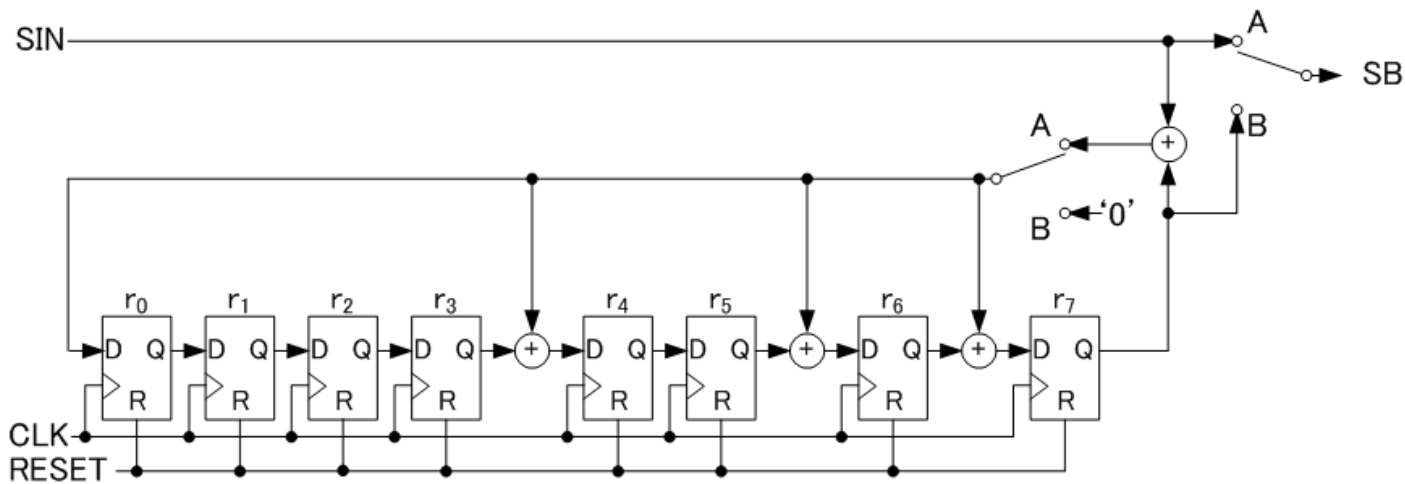 SIN
A
SB
A
+
B
B
‘0’
r₀ r₁ r₂ r₃ r₄ r₅ r₆ r₇
D Q D Q D Q D Q + D Q D Q + D Q + D Q
R R R R R R R R
CLK
RESET